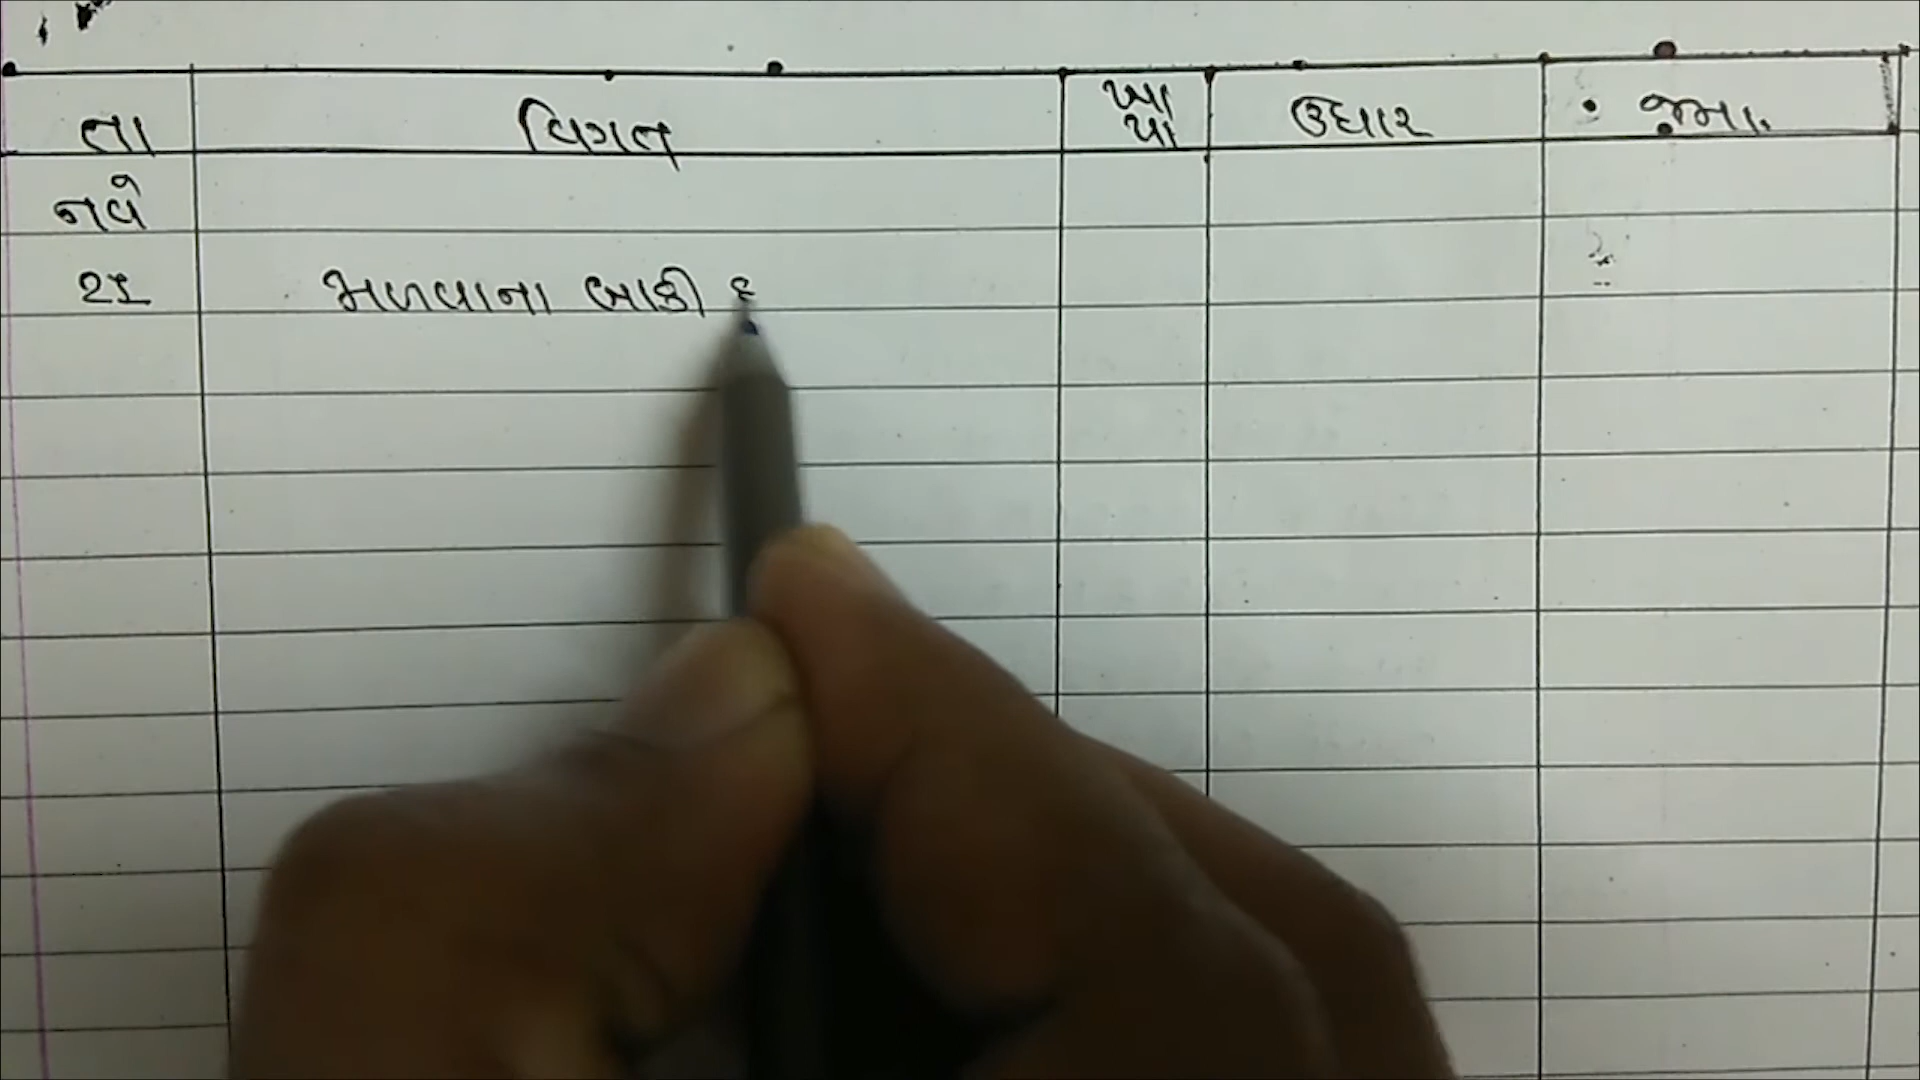 તા વિગત ખા પા ઉધાર જમા.
નવે
૨૧ મળવાના બાકી